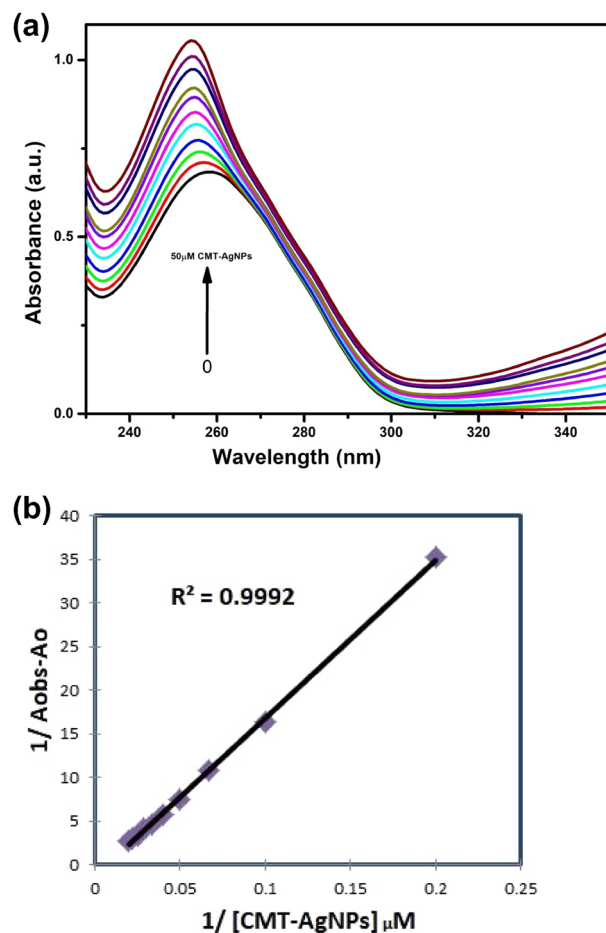 (a)
1.0
0.5
0.0
Absorbance (a.u.)
50μM CMT-AgNPs
0
240 260 280 300 320 340
Wavelength (nm)
(b)
40
35
30
25
20
15
10
5
0
1/ Aobs-Ao
R² = 0.9992
0 0.05 0.1 0.15 0.2 0.25
1/ [CMT-AgNPs] μM